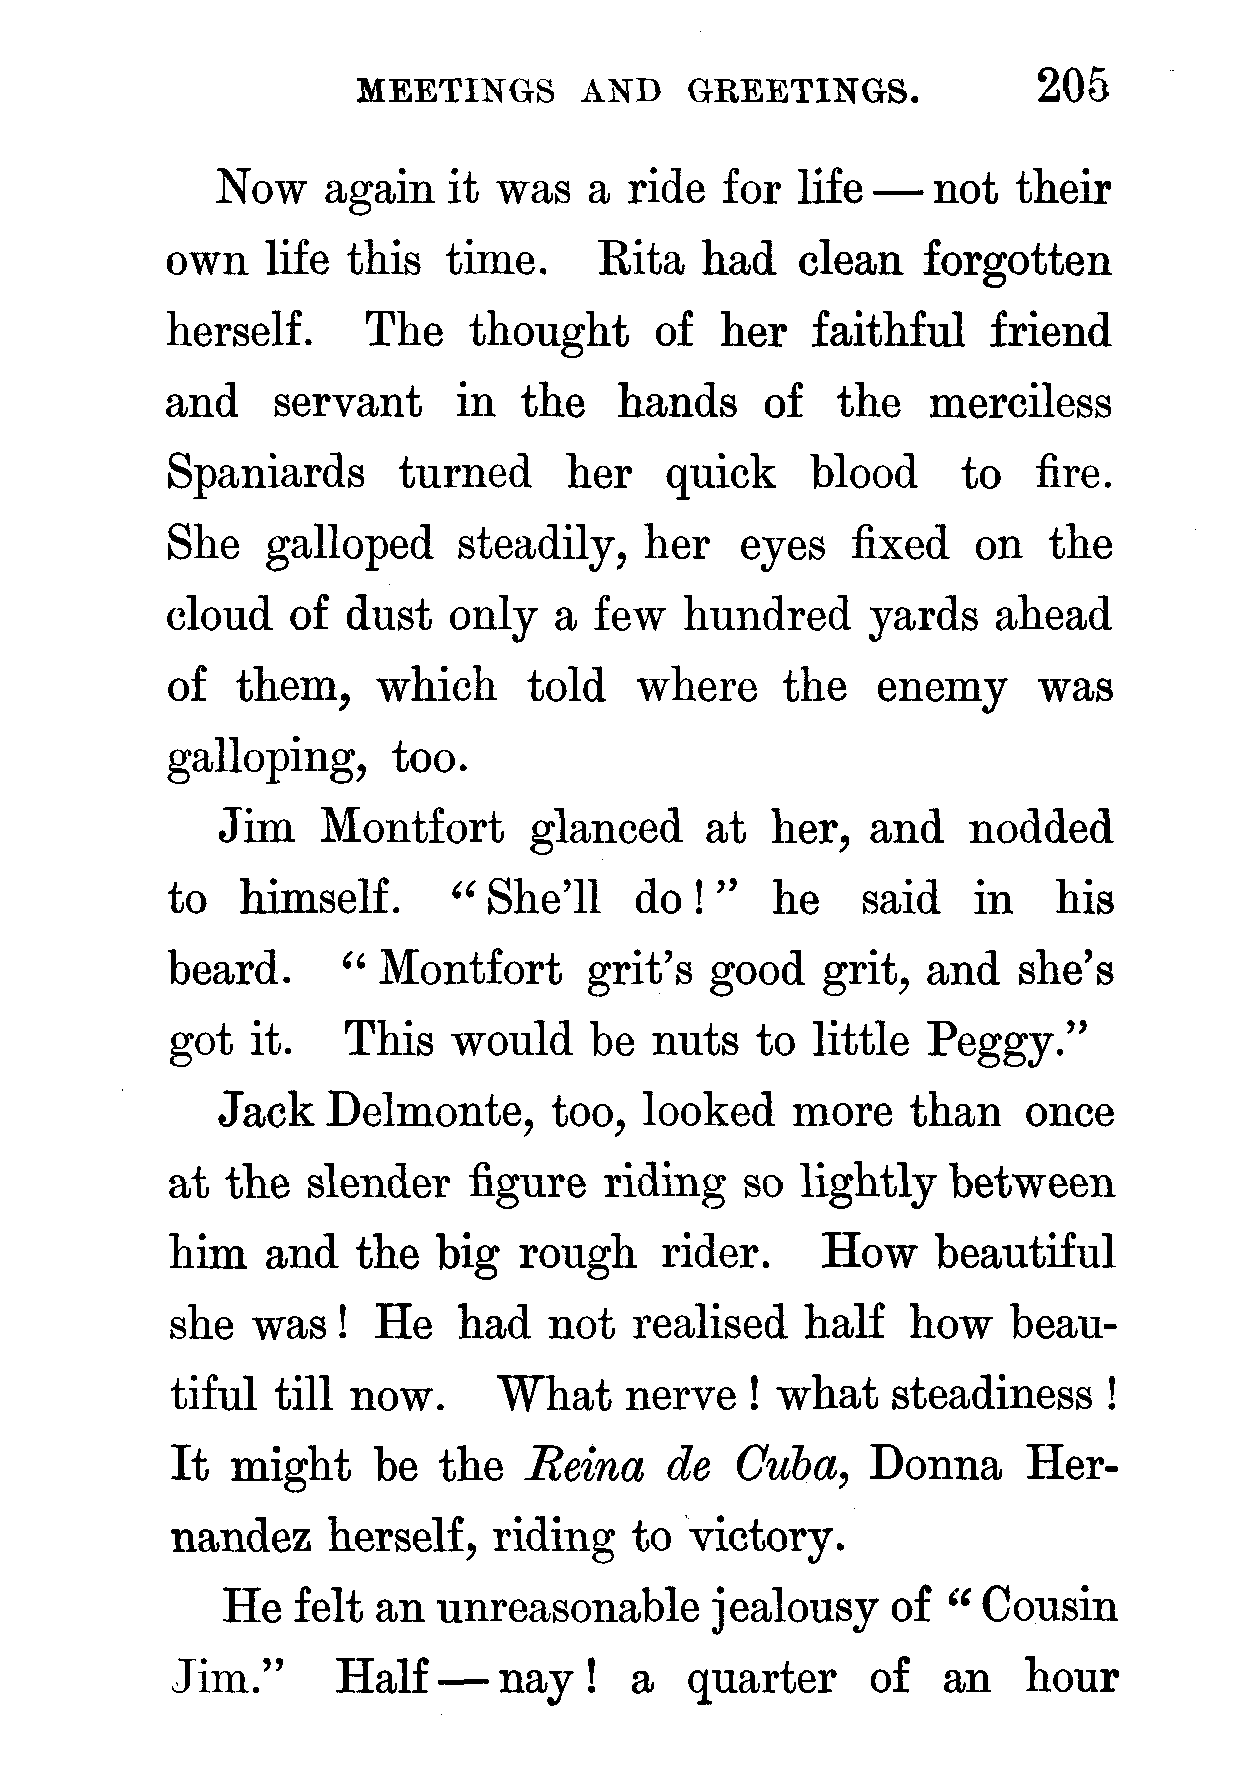 MEETINGS AND GREETINGS. 205
Now again it was a ride for life — not their
own life this time. Rita had clean forgotten
herself. The thought of her faithful friend
and servant in the hands of the merciless
Spaniards turned her quick blood to fire.
She galloped steadily, her eyes fixed on the
cloud of dust only a few hundred yards ahead
of them, which told where the enemy was
galloping, too.
Jim Montfort glanced at her, and nodded
to himself. “ She’ll do ! ” he said in his
beard. “ Montfort grit’s good grit, and she’s
got it. This would be nuts to little Peggy.”
Jack Delmonte, too, looked more than once
at the slender figure riding so lightly between
him and the big rough rider. How beautiful
she was ! He had not realised half how beau-
tiful till now. What nerve ! what steadiness !
It might be the Reina de Cuba, Donna Her-
nandez herself, riding to victory.
He felt an unreasonable jealousy of “ Cousin
Jim.” Half — nay ! a quarter of an hour